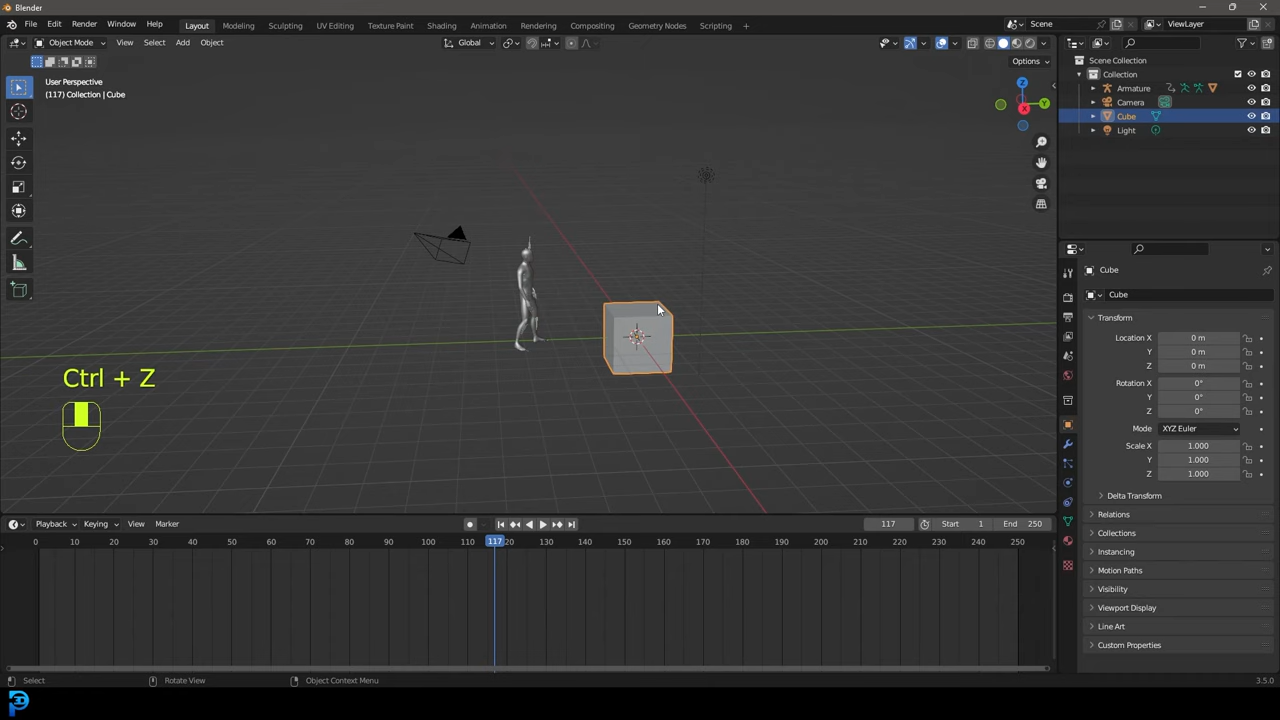 Blender
File Edit Render Window Help Layout Modeling Sculpting UV Editing Texture Paint Shading Animation Rendering Compositing Geometry Nodes Scripting + Scene ViewLayer
Object Mode View Select Add Object Global
Options
User Perspective
(117) Collection | Cube
Z
Y
X
Ctrl + Z
Scene Collection
Collection
Armature
Camera
Cube
Light
Cube
Cube
Transform
Location X 0 m
Y 0 m
Z 0 m
Rotation X 0°
Y 0°
Z 0°
Mode XYZ Euler
Scale X 1.000
Y 1.000
Z 1.000
Delta Transform
Relations
Collections
Instancing
Motion Paths
Visibility
Viewport Display
Line Art
Custom Properties
Playback Keying View Marker 117 Start 1 End 250
0 10 20 30 40 50 60 70 80 90 100 110 117 20 130 140 150 160 170 180 190 200 210 220 230 240 250
Select Rotate View Object Context Menu 3.5.0